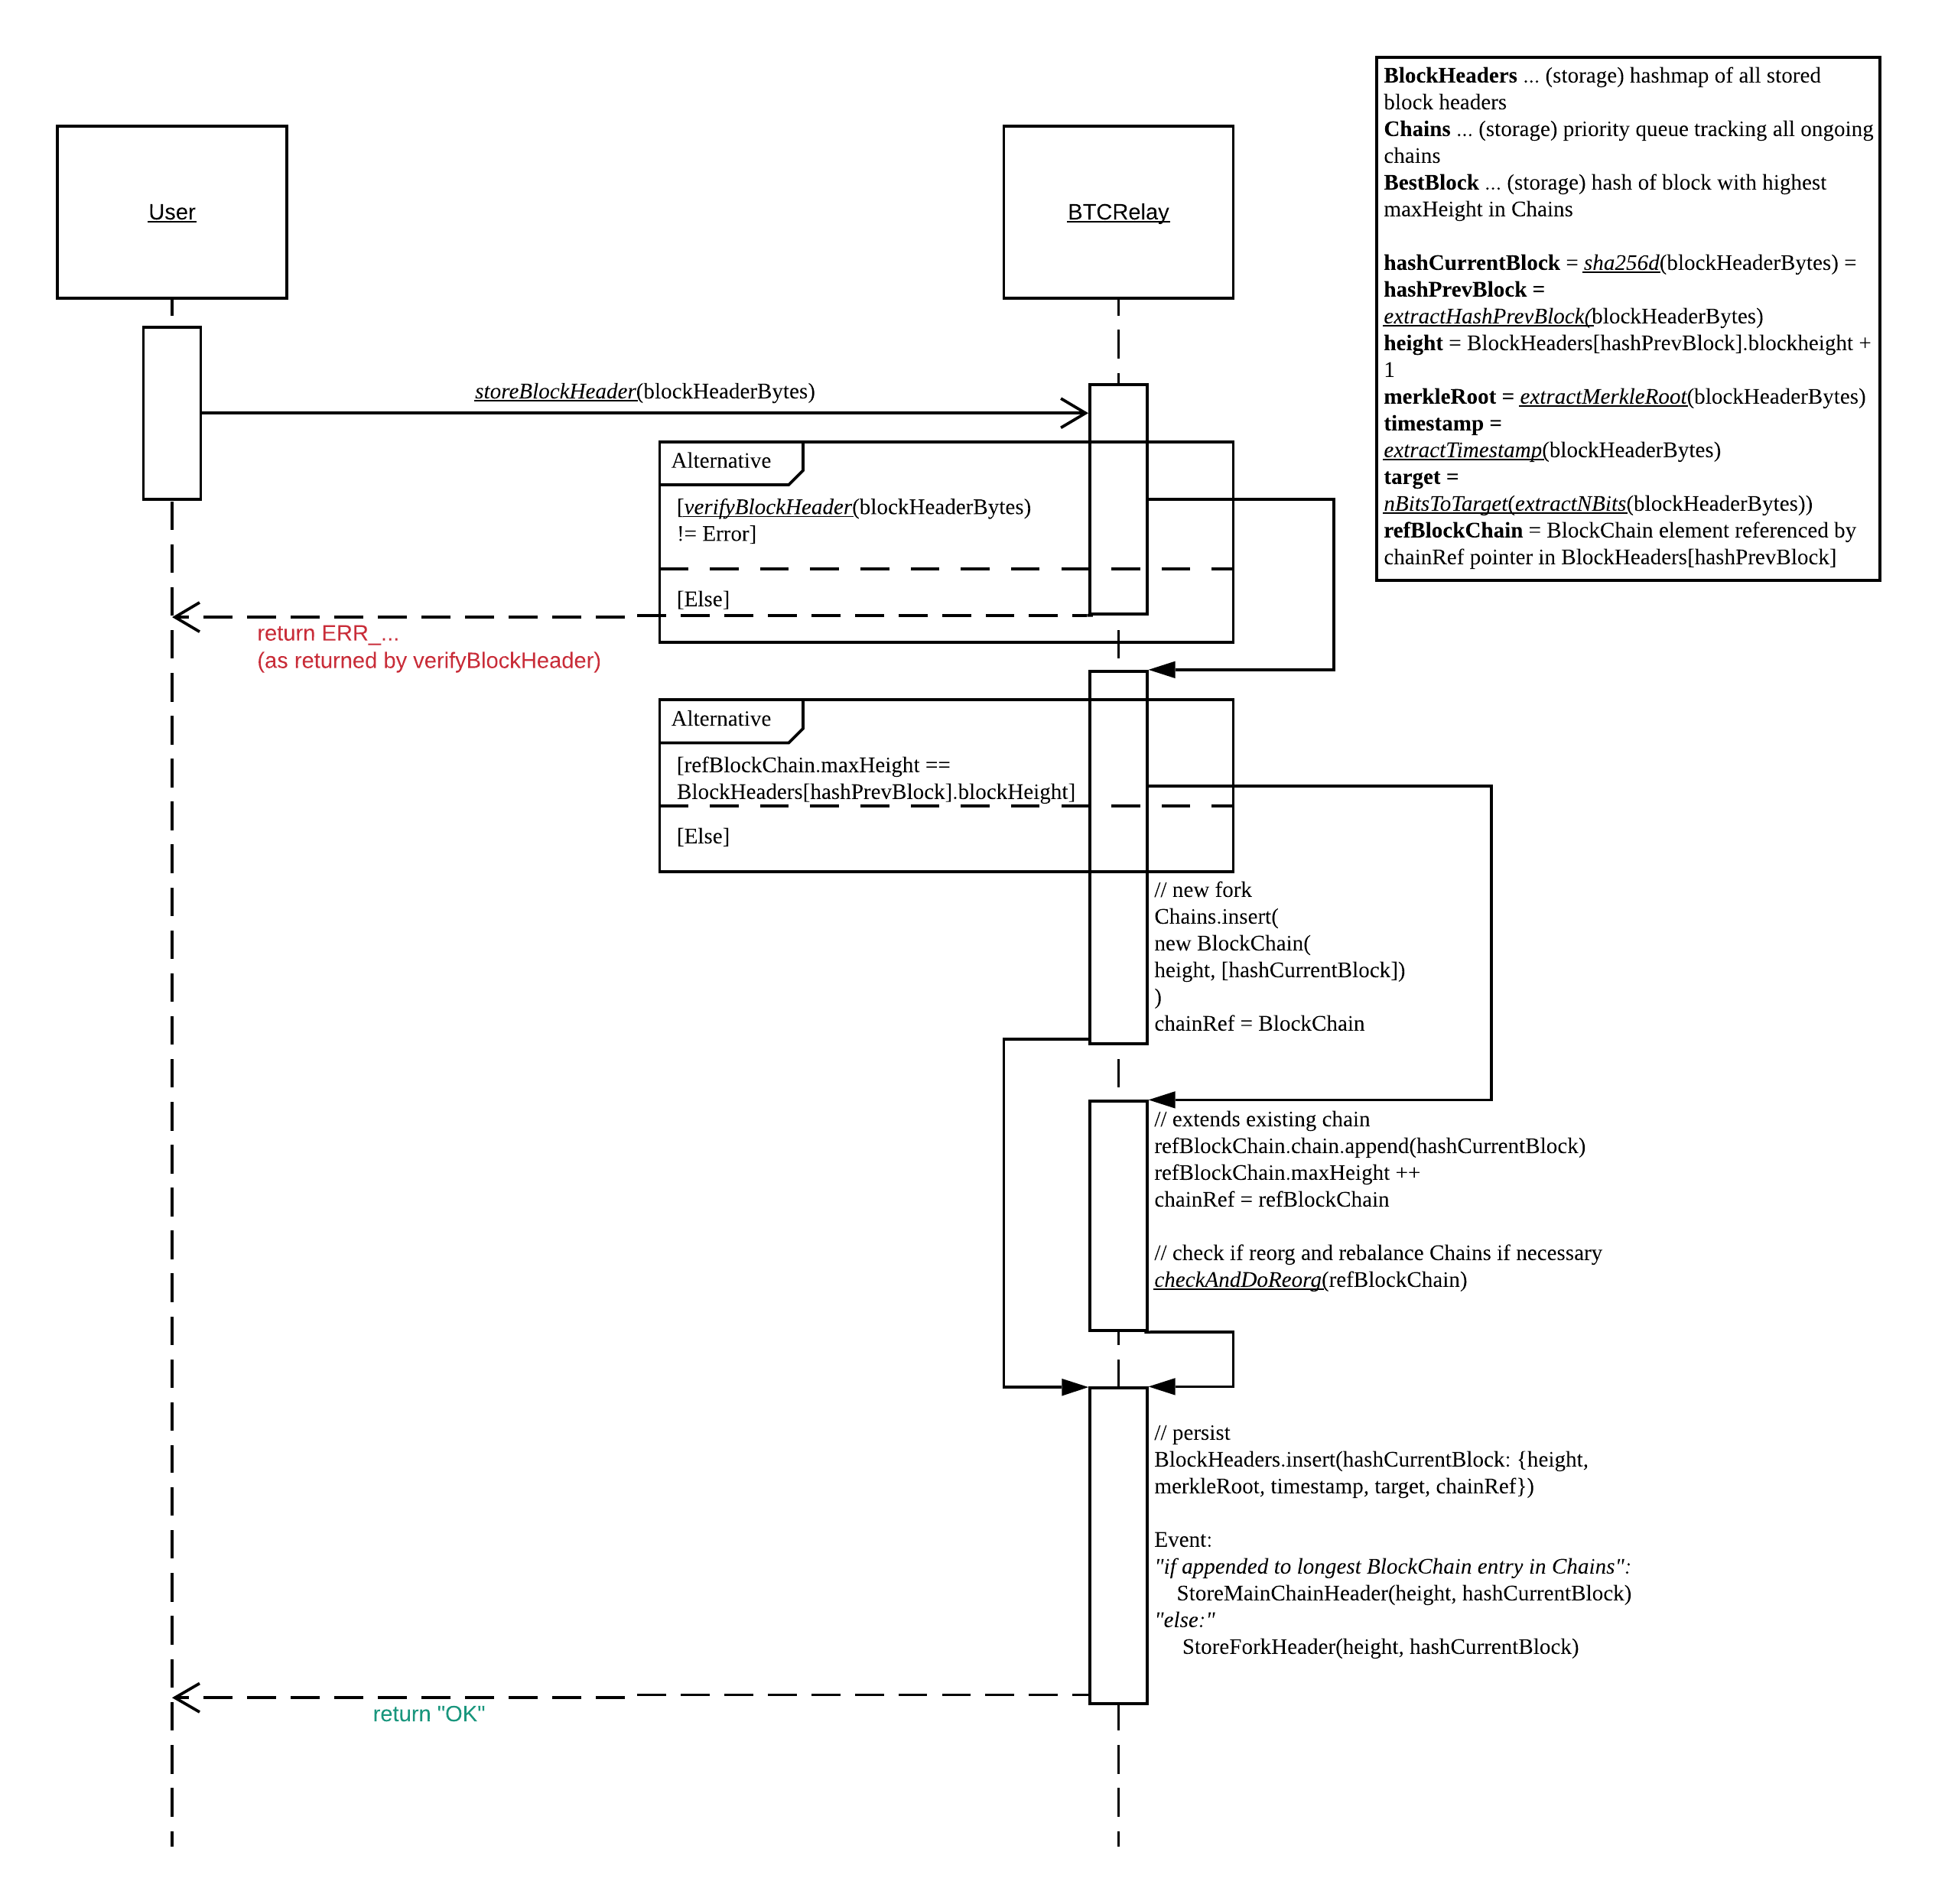 BlockHeaders ... (storage) hashmap of all stored
block headers
Chains ... (storage) priority queue tracking all ongoing
chains
BestBlock ... (storage) hash of block with highest
maxHeight in Chains
hashCurrentBlock = sha256d(blockHeaderBytes) =
hashPrevBlock =
extractHashPrevBlock(blockHeaderBytes)
height = BlockHeaders[hashPrevBlock].blockheight +
1
merkleRoot = extractMerkleRoot(blockHeaderBytes)
timestamp =
extractTimestamp(blockHeaderBytes)
target =
nBitsToTarget(extractNBits(blockHeaderBytes))
refBlockChain = BlockChain element referenced by
chainRef pointer in BlockHeaders[hashPrevBlock]
User
BTCRelay
storeBlockHeader(blockHeaderBytes)
Alternative
[verifyBlockHeader(blockHeaderBytes)
!= Error]
[Else]
return ERR_...
(as returned by verifyBlockHeader)
Alternative
[refBlockChain.maxHeight ==
BlockHeaders[hashPrevBlock].blockHeight]
[Else]
// new fork
Chains.insert(
new BlockChain(
height, [hashCurrentBlock])
)
chainRef = BlockChain
// extends existing chain
refBlockChain.chain.append(hashCurrentBlock)
refBlockChain.maxHeight ++
chainRef = refBlockChain
// check if reorg and rebalance Chains if necessary
checkAndDoReorg(refBlockChain)
// persist
BlockHeaders.insert(hashCurrentBlock: {height,
merkleRoot, timestamp, target, chainRef})
Event:
"if appended to longest BlockChain entry in Chains":
StoreMainChainHeader(height, hashCurrentBlock)
"else:"
StoreForkHeader(height, hashCurrentBlock)
return "OK"